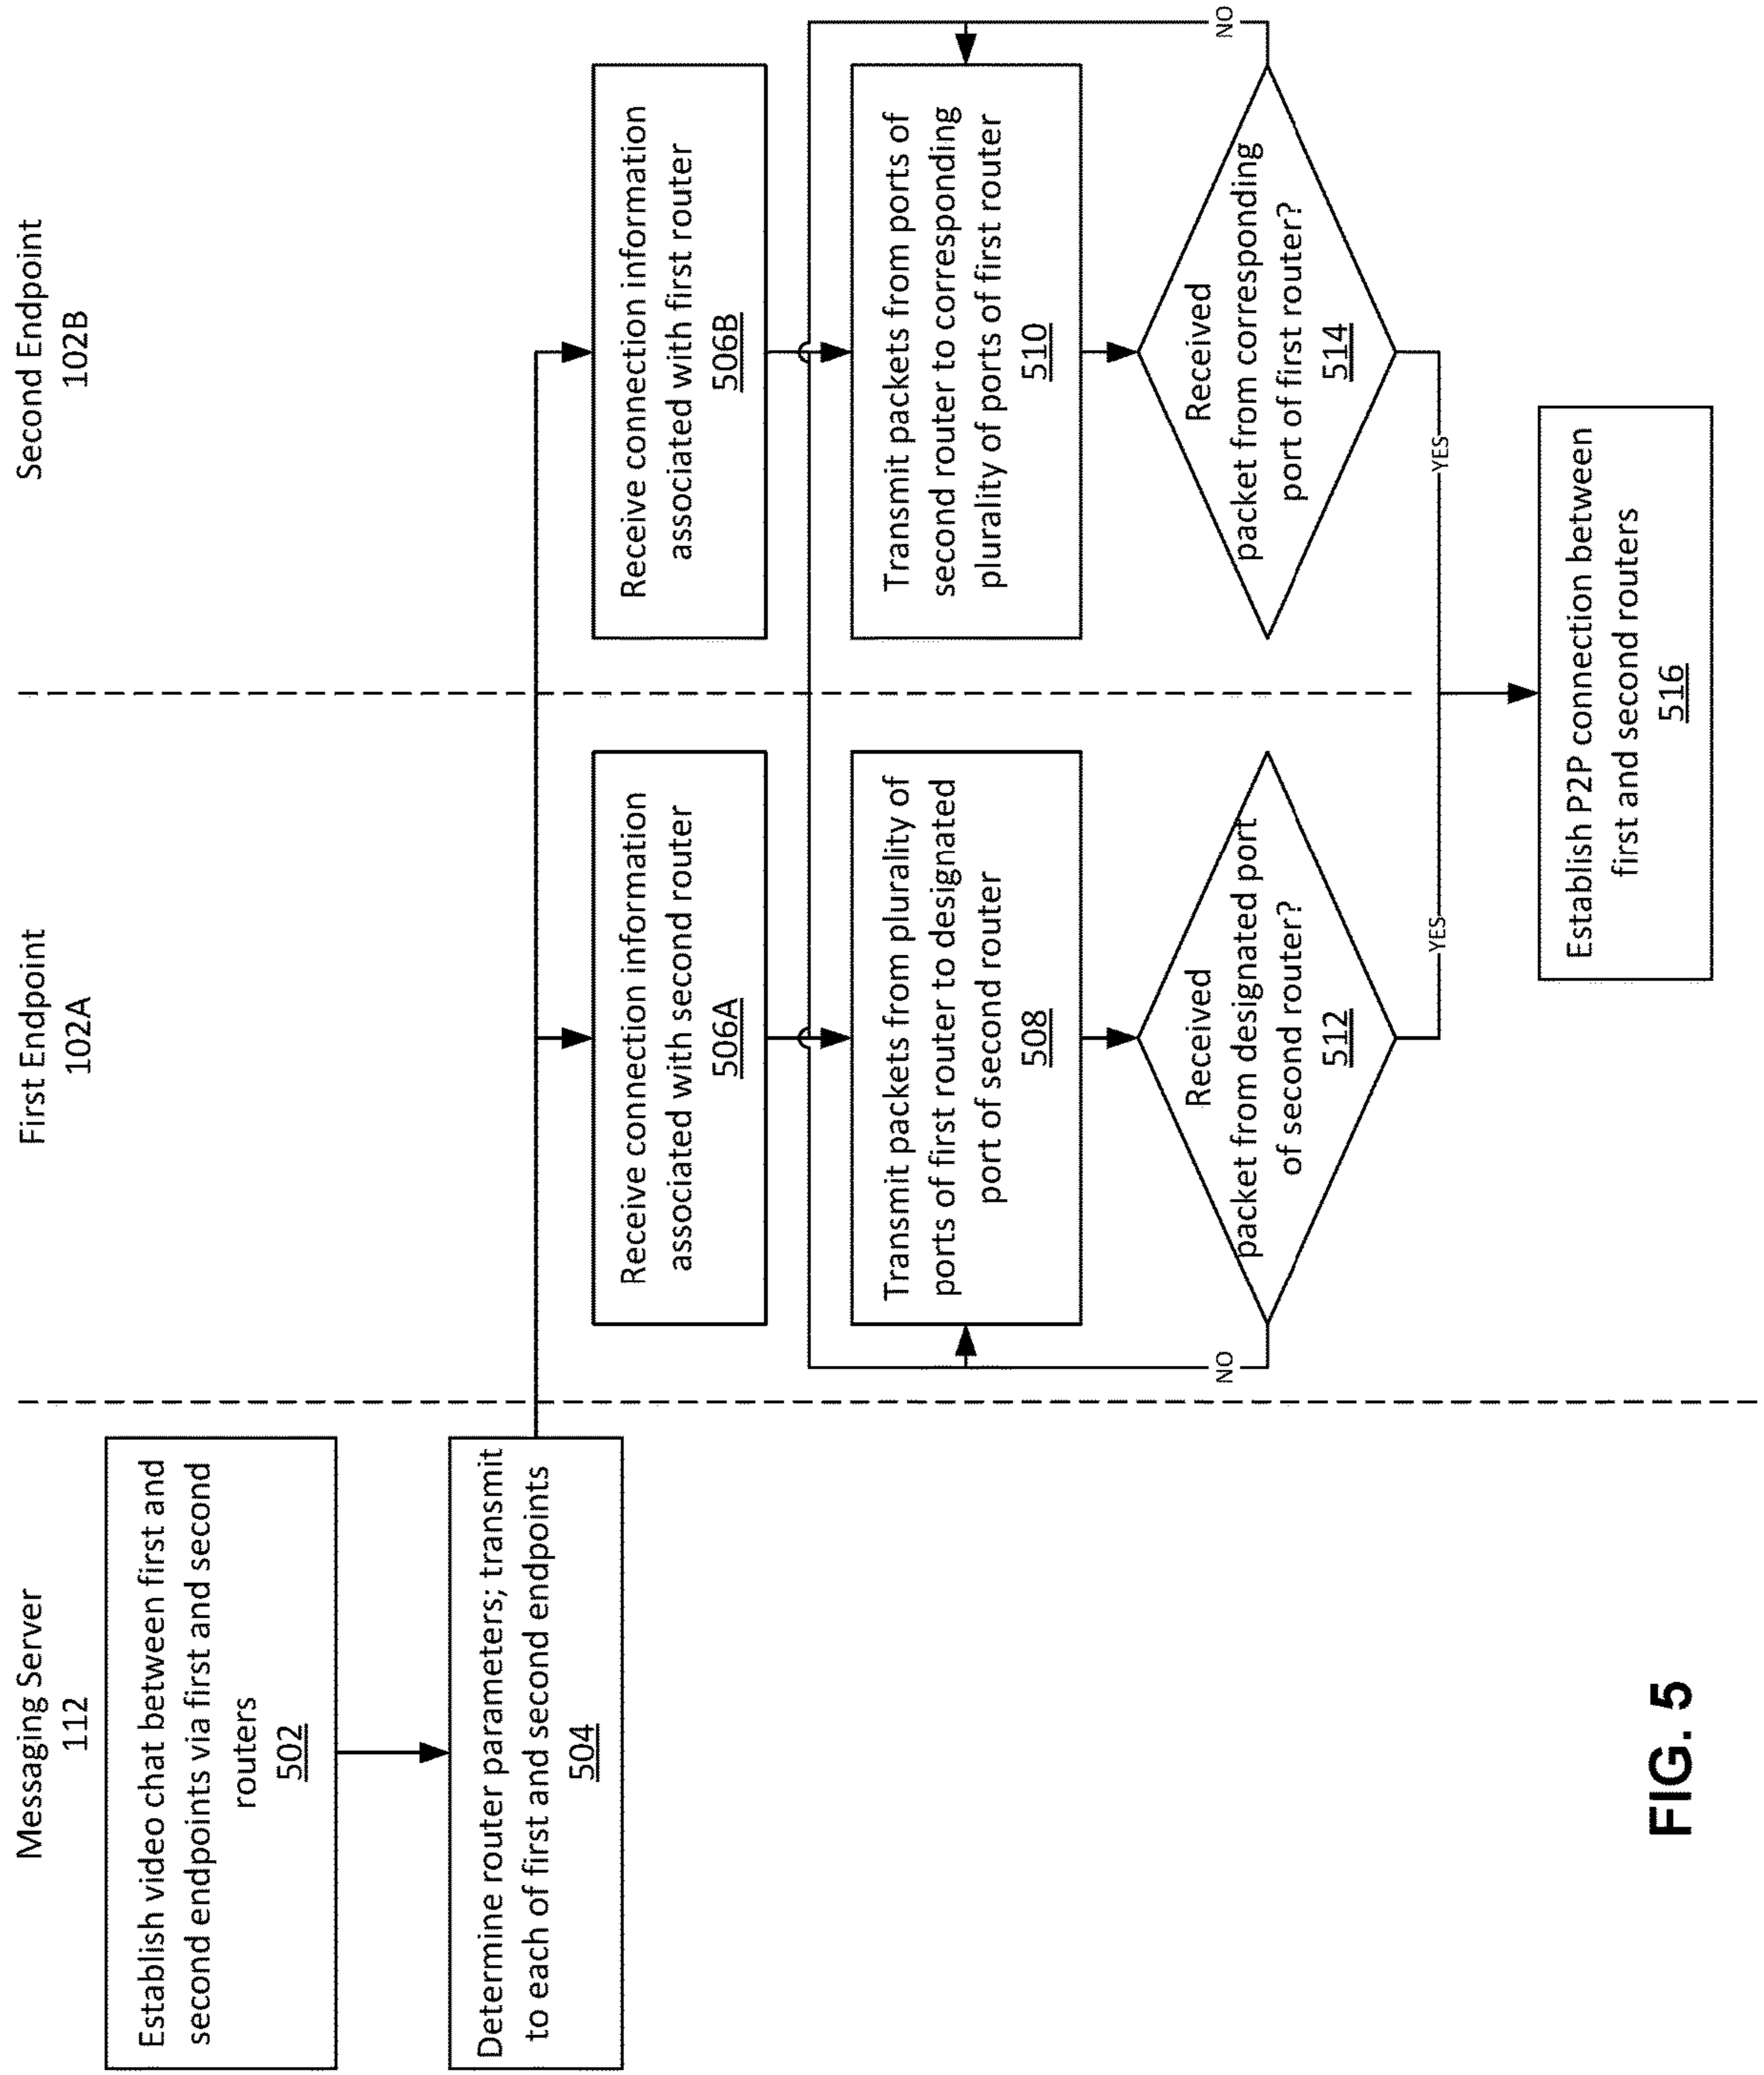 Messaging Server
112
First Endpoint
102A
Second Endpoint
102B
Establish video chat between first and
second endpoints via first and second
routers
502
Determine router parameters; transmit
to each of first and second endpoints
504
Receive connection information
associated with second router
506A
Receive connection information
associated with first router
506B
Transmit packets from plurality of
ports of first router to designated
port of second router
508
Transmit packets from ports of
second router to corresponding
plurality of ports of first router
510
Received
packet from designated port
of second router?
512
Received
packet from corresponding
port of first router?
514
NO
NO
YES
YES
Establish P2P connection between
first and second routers
516
FIG. 5